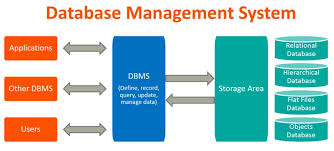 Database Management System
Applications
Other DBMS
Users
DBMS
(Define, record,
query, update,
manage data)
Storage Area
Relational
Database
Hierarchical
Database
Flat Files
Database
Objects
Database